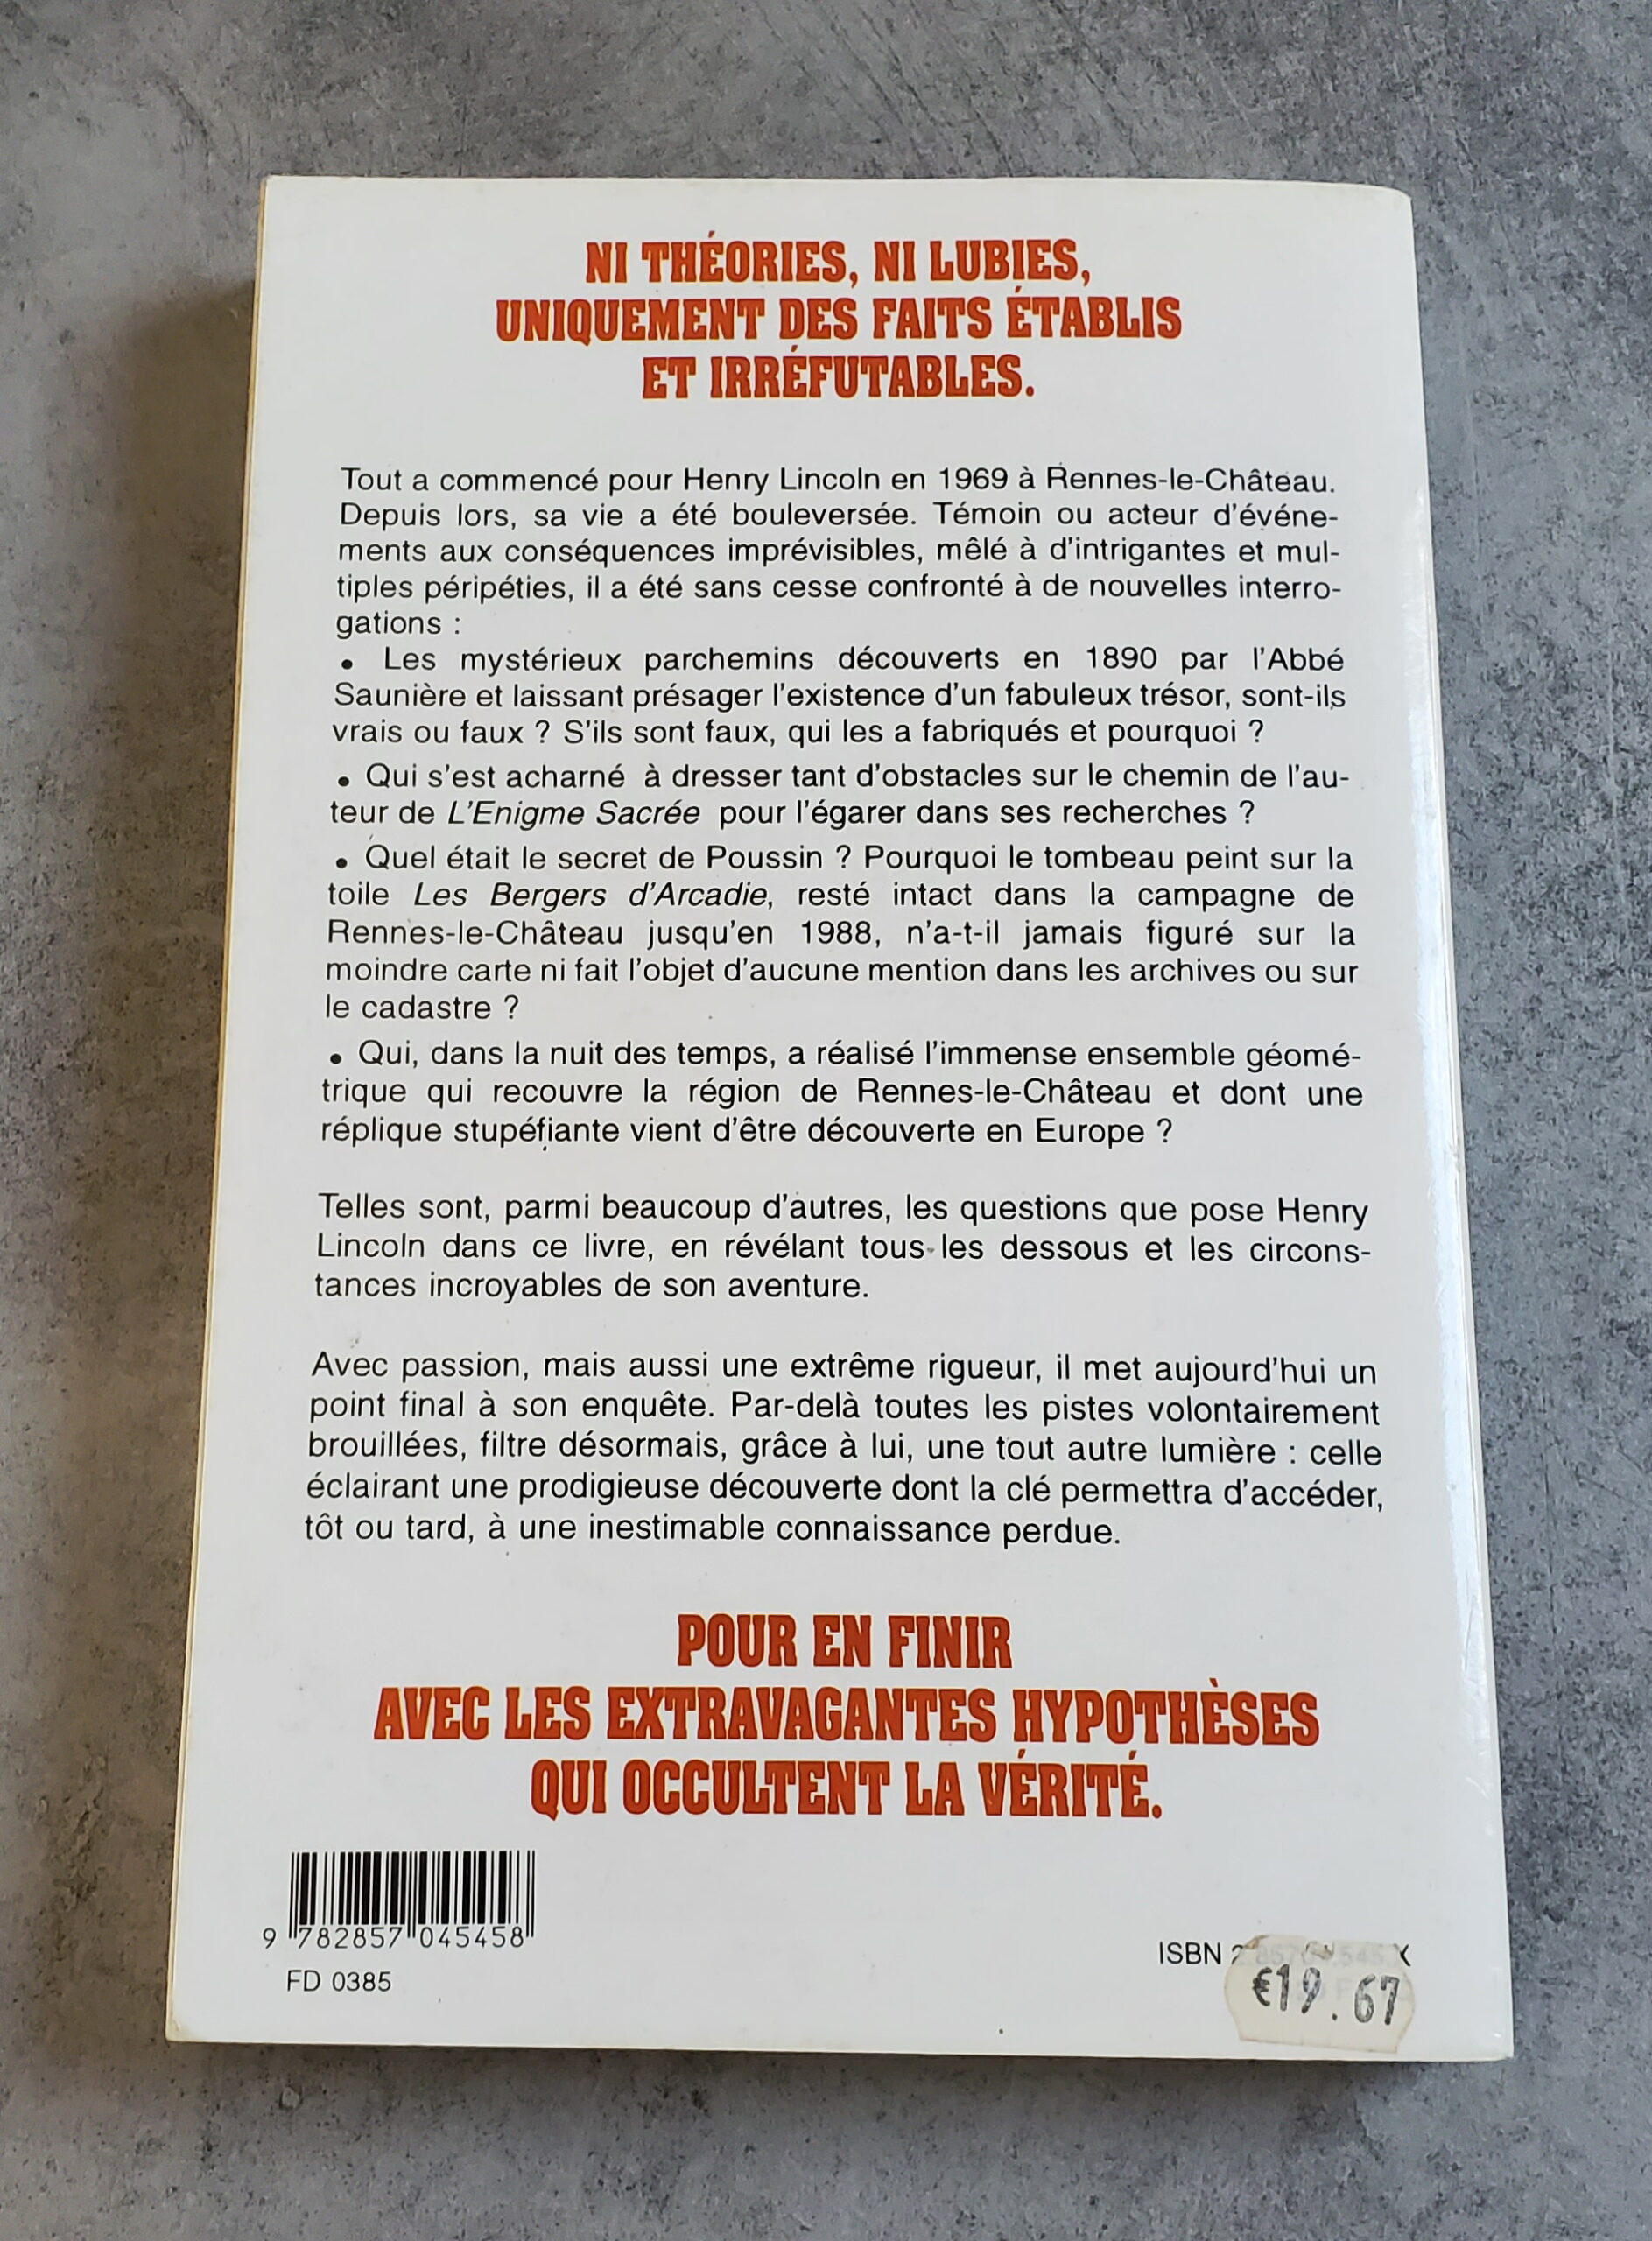 NI THÉORIES, NI LUBIES,
UNIQUEMENT DES FAITS ÉTABLIS
ET IRRÉFUTABLES.
Tout a commencé pour Henry Lincoln en 1969 à Rennes-le-Château.
Depuis lors, sa vie a été bouleversée. Témoin ou acteur d'événe-
ments aux conséquences imprévisibles, mêlé à d'intrigantes et mul-
tiples péripéties, il a été sans cesse confronté à de nouvelles interro-
gations :
• Les mystérieux parchemins découverts en 1890 par l'Abbé
Saunière et laissant présager l'existence d'un fabuleux trésor, sont-ils
vrais ou faux ? S'ils sont faux, qui les a fabriqués et pourquoi ?
• Qui s'est acharné à dresser tant d'obstacles sur le chemin de l'au-
teur de L'Enigme Sacrée pour l'égarer dans ses recherches ?
• Quel était le secret de Poussin ? Pourquoi le tombeau peint sur la
toile Les Bergers d'Arcadie, resté intact dans la campagne de
Rennes-le-Château jusqu'en 1988, n'a-t-il jamais figuré sur la
moindre carte ni fait l'objet d'aucune mention dans les archives ou sur
le cadastre ?
• Qui, dans la nuit des temps, a réalisé l'immense ensemble géomé-
trique qui recouvre la région de Rennes-le-Château et dont une
réplique stupéfiante vient d'être découverte en Europe ?
Telles sont, parmi beaucoup d'autres, les questions que pose Henry
Lincoln dans ce livre, en révélant tous les dessous et les circons-
tances incroyables de son aventure.
Avec passion, mais aussi une extrême rigueur, il met aujourd'hui un
point final à son enquête. Par-delà toutes les pistes volontairement
brouillées, filtre désormais, grâce à lui, une tout autre lumière : celle
éclairant une prodigieuse découverte dont la clé permettra d'accéder,
tôt ou tard, à une inestimable connaissance perdue.
POUR EN FINIR
AVEC LES EXTRAVAGANTES HYPOTHÈSES
QUI OCCULTENT LA VÉRITÉ.
9 782857 045458
FD 0385
ISBN
€19.67